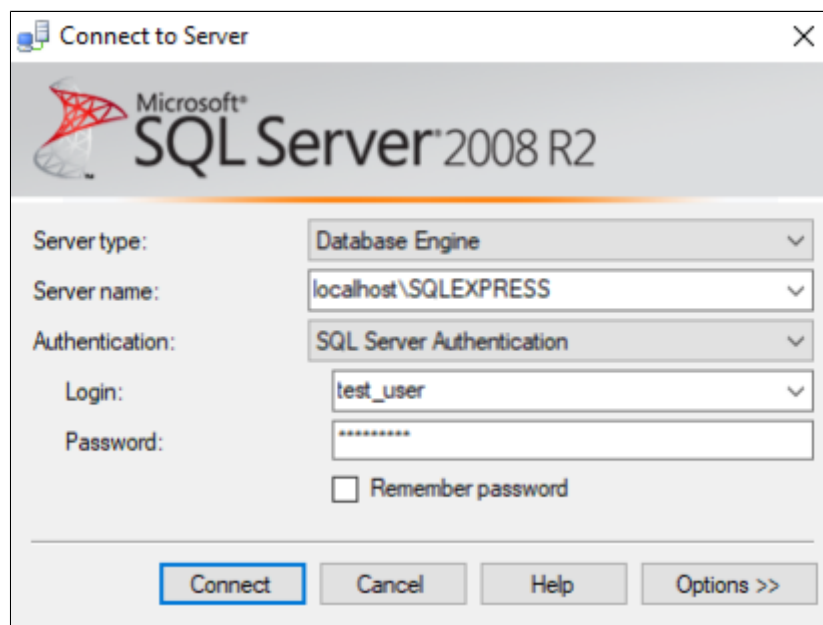 Connect to Server
Microsoft®
SQL Server® 2008 R2
Server type: Database Engine
Server name: localhost\SQLEXPRESS
Authentication: SQL Server Authentication
Login: test_user
Password: *********
Remember password
Connect Cancel Help Options >>